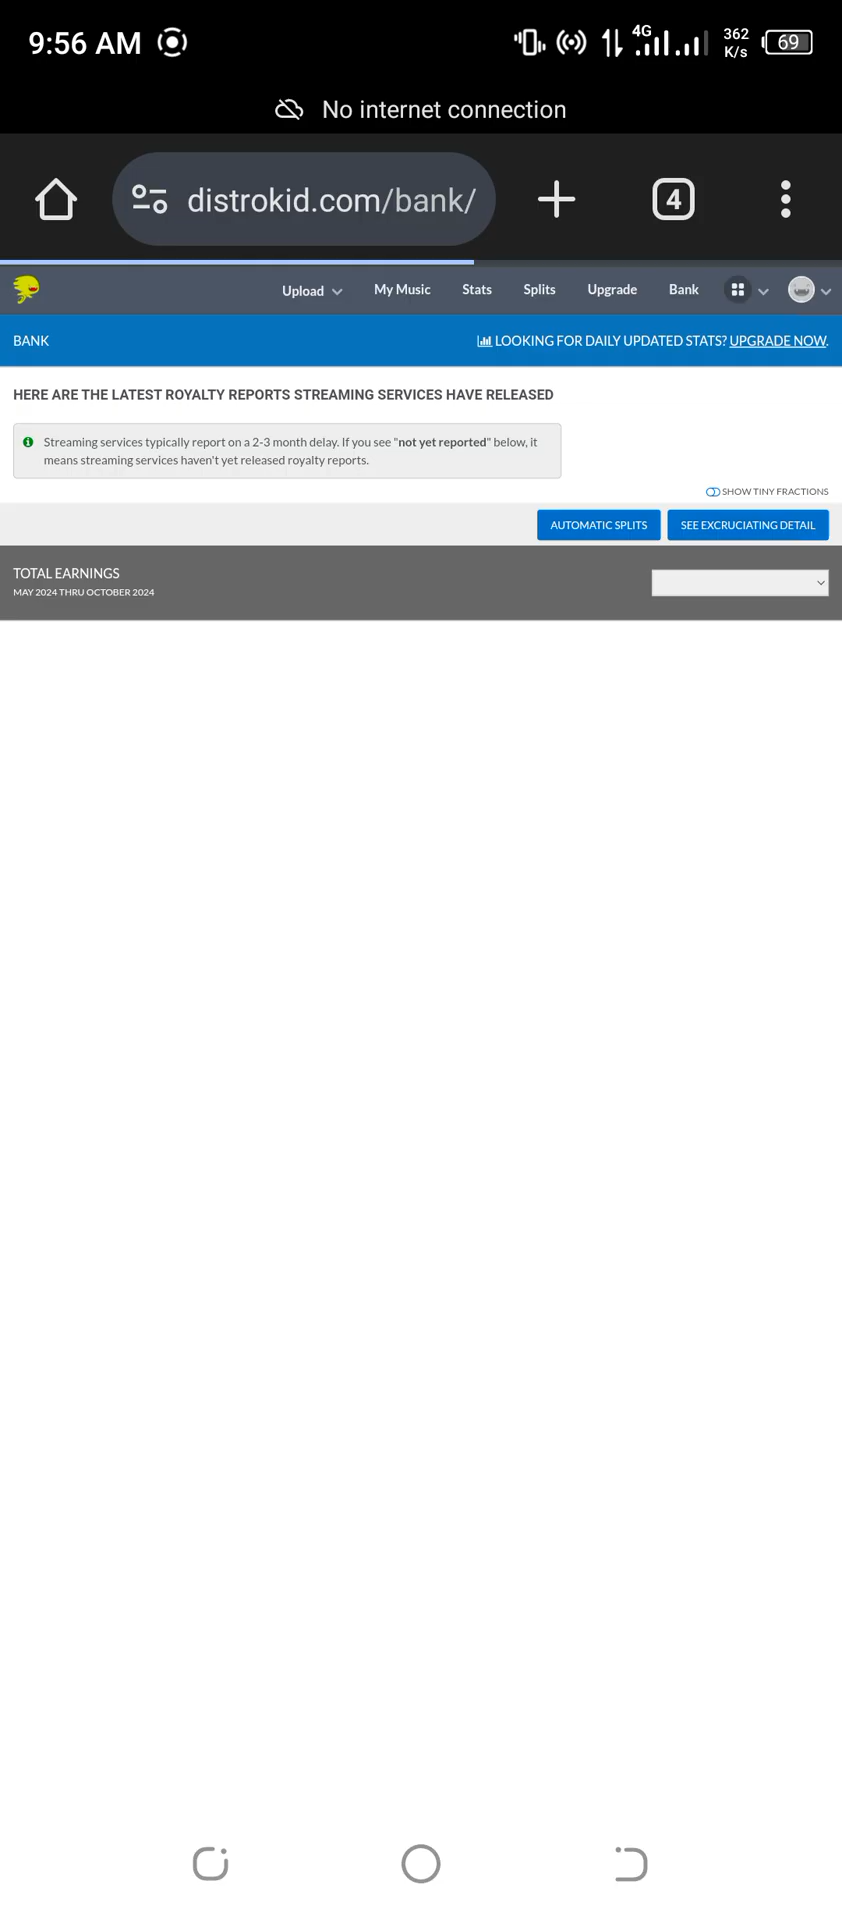 9:56 AM
4G
362
K/s
69
No internet connection
distrokid.com/bank/
4
Upload
My Music
Stats
Splits
Upgrade
Bank
BANK
LOOKING FOR DAILY UPDATED STATS? UPGRADE NOW.
HERE ARE THE LATEST ROYALTY REPORTS STREAMING SERVICES HAVE RELEASED
Streaming services typically report on a 2-3 month delay. If you see "not yet reported" below, it
means streaming services haven't yet released royalty reports.
SHOW TINY FRACTIONS
AUTOMATIC SPLITS
SEE EXCRUCIATING DETAIL
TOTAL EARNINGS
MAY 2024 THRU OCTOBER 2024